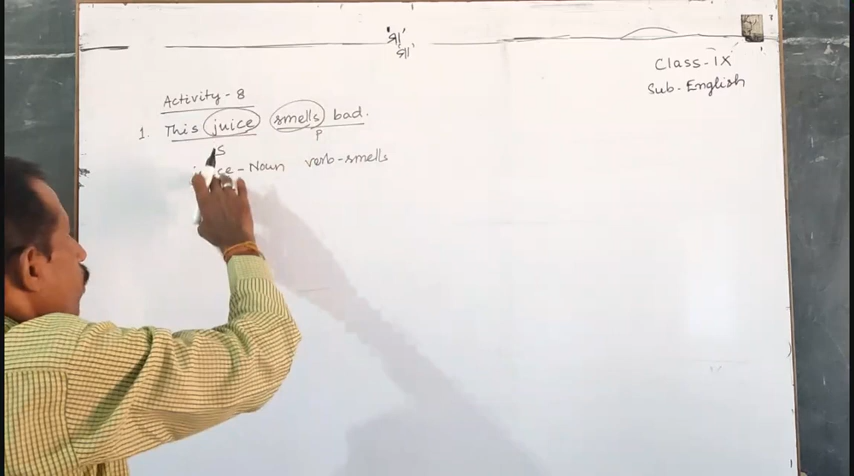 Class-IX
Sub-English
Activity-8
1. This juice smells bad.
S P
- Noun verb-smells